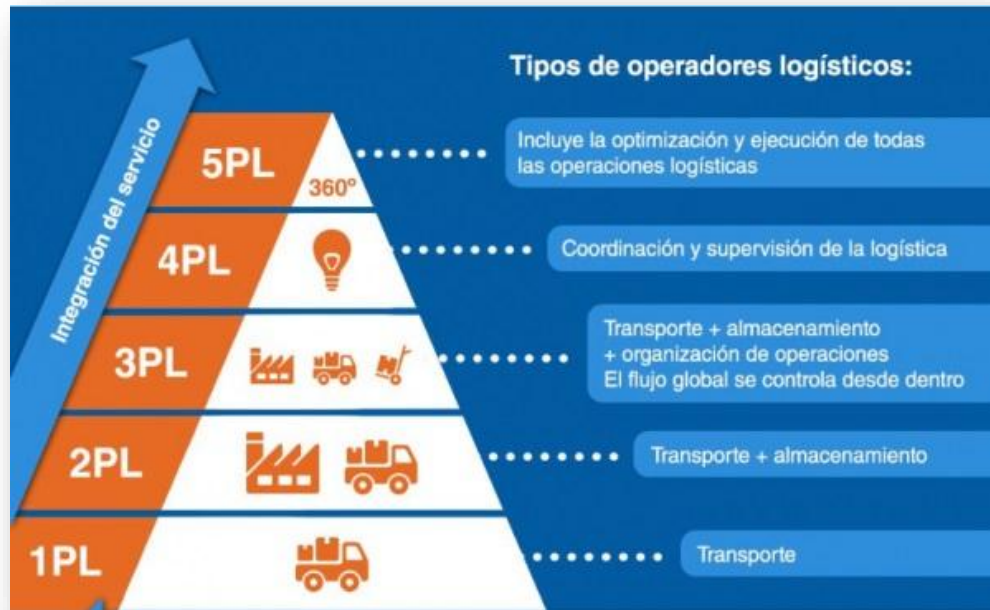 Tipos de operadores logísticos:
Integración del servicio
5PL
360º
Incluye la optimización y ejecución de todas
las operaciones logísticas
4PL
Coordinación y supervisión de la logística
3PL
Transporte + almacenamiento
+ organización de operaciones
El flujo global se controla desde dentro
2PL
Transporte + almacenamiento
1PL
Transporte